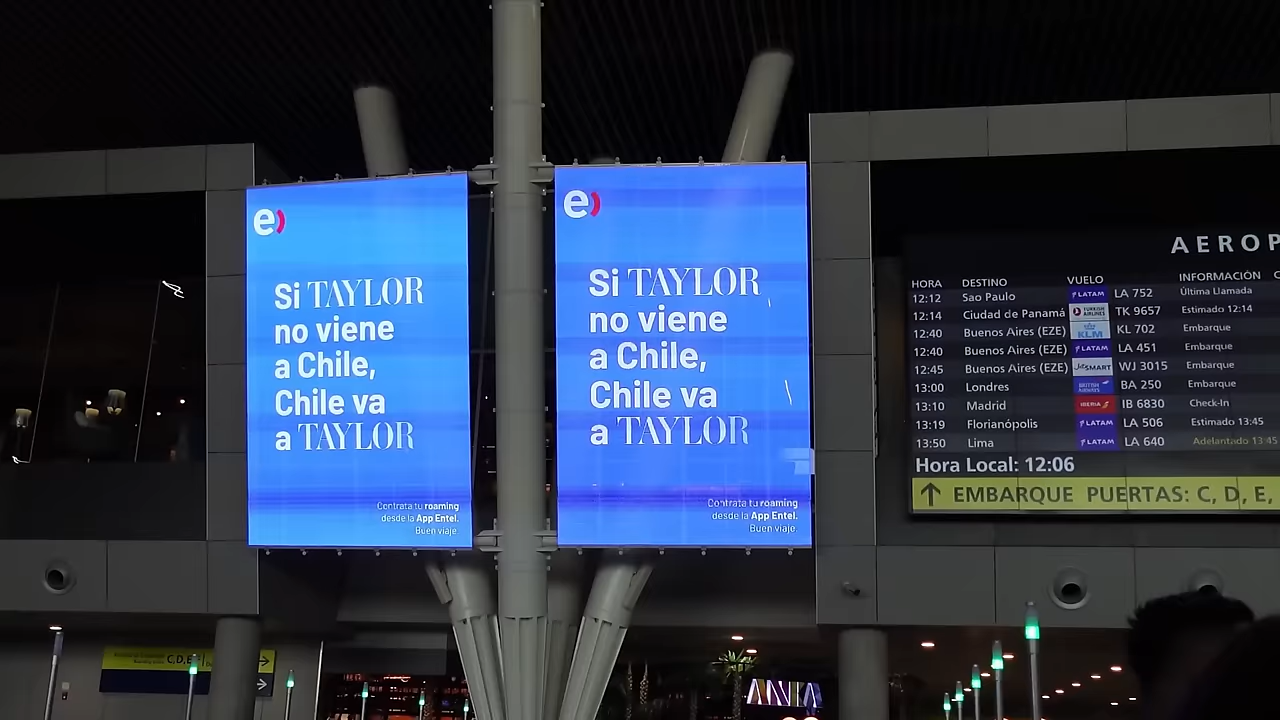 e)
Si TAYLOR
no viene
a Chile,
Chile va
a TAYLOR
Contrata tu roaming
desde la App Entel.
Buen viaje.
e)
Si TAYLOR
no viene
a Chile,
Chile va
a TAYLOR
Contrata tu roaming
desde la App Entel.
Buen viaje.
AEROP
HORA DESTINO VUELO INFORMACIÓN
12:12 Sao Paulo LATAM LA 752 Última Llamada
12:14 Ciudad de Panamá TURKISH AIRLINES TK 9657 Estimado 12:14
12:40 Buenos Aires (EZE) KLM KL 702 Embarque
12:40 Buenos Aires (EZE) LATAM LA 451 Embarque
12:45 Buenos Aires (EZE) JetSMART WJ 3015 Embarque
13:00 Londres BRITISH AIRWAYS BA 250 Embarque
13:10 Madrid IBERIA IB 6830 Check-In
13:19 Florianópolis LATAM LA 506 Estimado 13:45
13:50 Lima LATAM LA 640 Adelantado 13:45
Hora Local: 12:06
EMBARQUE PUERTAS: C, D, E,
C,D,E